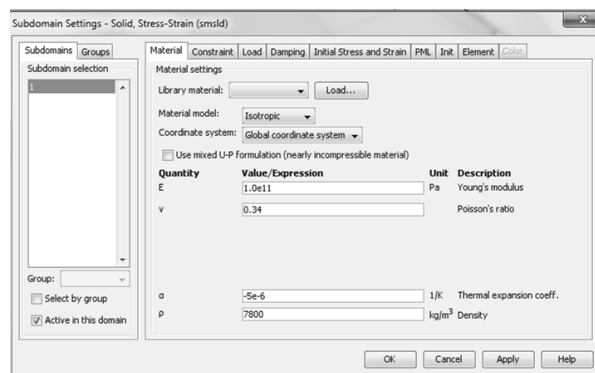 Subdomain Settings - Solid, Stress-Strain (smsld)
Subdomains Groups
Subdomain selection
1
Group:
Select by group
Active in this domain
Material Constraint Load Damping Initial Stress and Strain PML Init Element Color
Material settings
Library material: Load...
Material model: Isotropic
Coordinate system: Global coordinate system
Use mixed U-P formulation (nearly incompressible material)
Quantity Value/Expression Unit Description
E 1.0e11 Pa Young's modulus
ν 0.34 Poisson's ratio
α -5e-6 1/K Thermal expansion coeff.
ρ 7800 kg/m³ Density
OK Cancel Apply Help